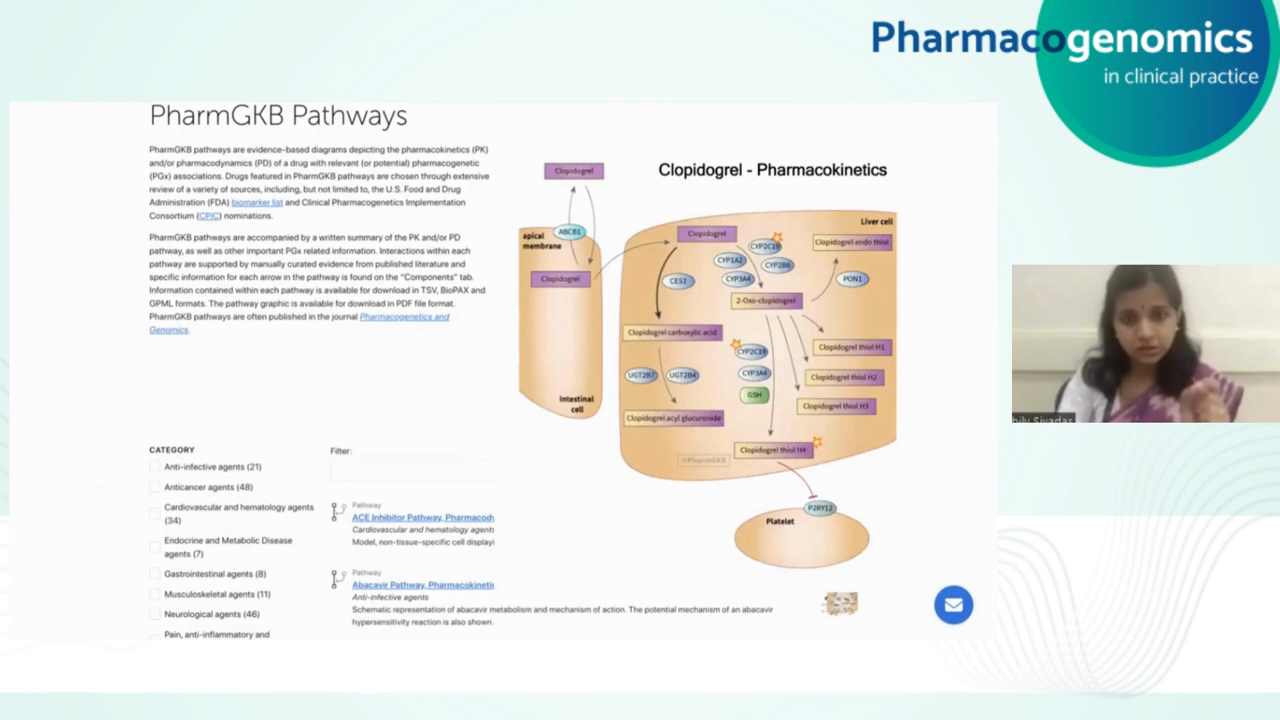 Pharmacogenomics
in clinical practice
PharmGKB Pathways
PharmGKB pathways are evidence-based diagrams depicting the pharmacokinetics (PK)
and/or pharmacodynamics (PD) of a drug with relevant (or potential) pharmacogenetic
(PGx) associations. Drugs featured in PharmGKB pathways are chosen through extensive
review of a variety of sources, including, but not limited to, the U.S. Food and Drug
Administration (FDA) biomarker list and Clinical Pharmacogenetics Implementation
Consortium (CPIC) nominations.
PharmGKB pathways are accompanied by a written summary of the PK and/or PD
pathway, as well as other important PGx related information. Interactions within each
pathway are supported by manually curated evidence from published literature and
specific information for each arrow in the pathway is found on the "Components" tab.
Information contained within each pathway is available for download in TSV, BioPAX and
GPML formats. The pathway graphic is available for download in PDF file format.
PharmGKB pathways are often published in the journal Pharmacogenetics and
Genomics.
CATEGORY
Anti-infective agents (21)
Anticancer agents (48)
Cardiovascular and hematology agents
(34)
Endocrine and Metabolic Disease
agents (7)
Gastrointestinal agents (8)
Musculoskeletal agents (11)
Neurological agents (46)
Pain, anti-inflammatory and
Filter:
Pathway
ACE Inhibitor Pathway, Pharmacody
Cardiovascular and hematology agents
Model, non-tissue-specific cell displayi
Pathway
Abacavir Pathway, Pharmacokinetic
Anti-infective agents
Schematic representation of abacavir metabolism and mechanism of action. The potential mechanism of an abacavir
hypersensitivity reaction is also shown.
Clopidogrel - Pharmacokinetics
Clopidogrel
ABCB1
apical
membrane
Clopidogrel
Intestinal
cell
Liver cell
Clopidogrel
CYP2C19
CYP1A2
CYP2B6
CYP3A4
Clopidogrel endo thiol
CES1
PON1
2-Oxo-clopidogrel
Clopidogrel carboxylic acid
Clopidogrel thiol H1
CYP2C19
UGT2B7
UGT2B4
CYP3A4
Clopidogrel thiol H2
GSH
Clopidogrel thiol H3
Clopidogrel acyl glucuronide
Clopidogrel thiol H4
©PharmGKB
P2RY12
Platelet